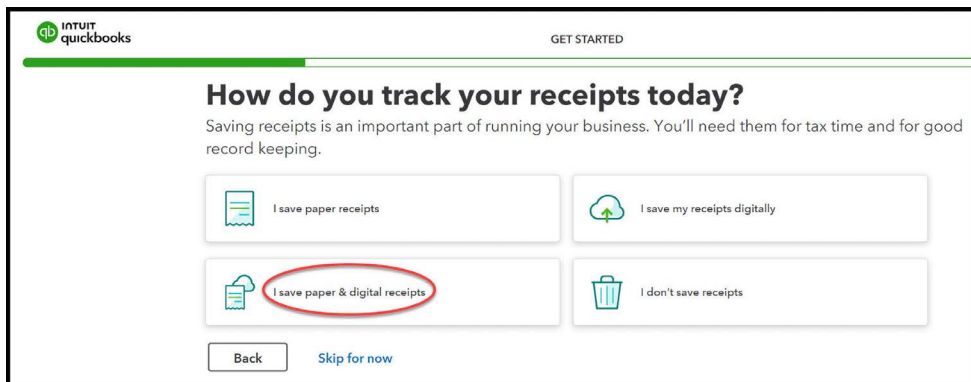 INTUIT
quickbooks
GET STARTED
How do you track your receipts today?
Saving receipts is an important part of running your business. You'll need them for tax time and for good
record keeping.
I save paper receipts
I save my receipts digitally
I save paper & digital receipts
I don't save receipts
Back
Skip for now